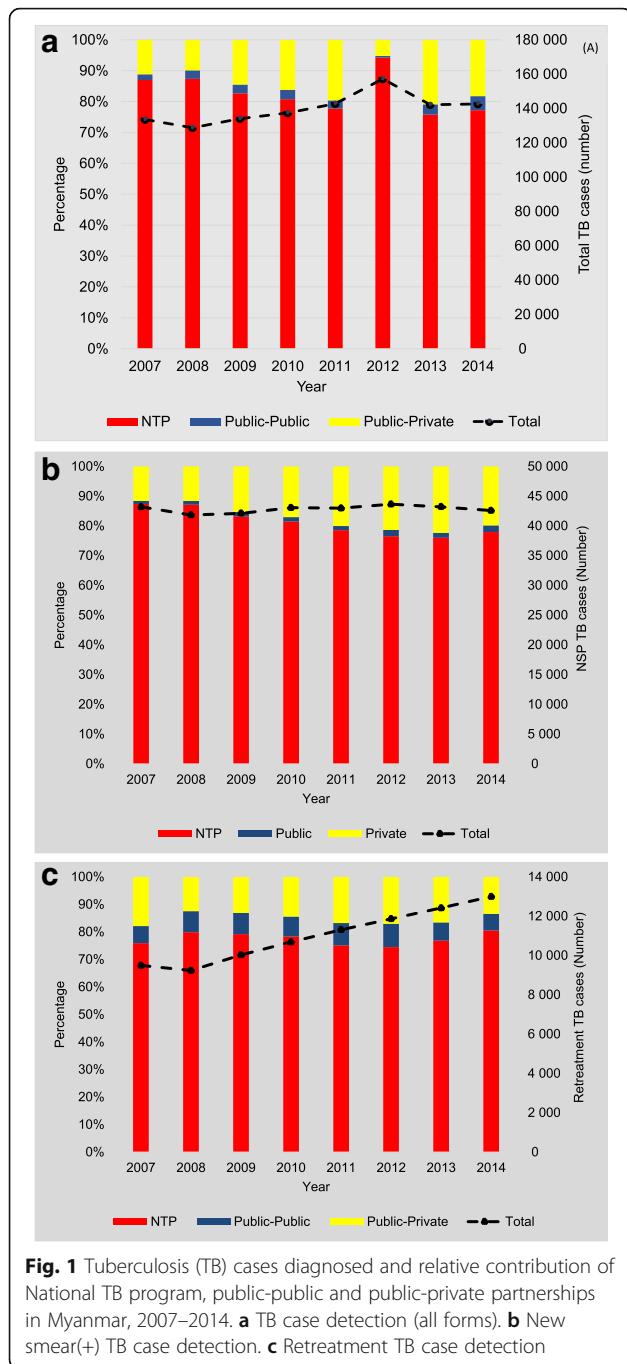 a
(A)
100%
90%
80%
70%
60%
50%
40%
30%
20%
10%
0%
Percentage
180 000
160 000
140 000
120 000
100 000
80 000
60 000
40 000
20 000
0
Total TB cases (number)
2007 2008 2009 2010 2011 2012 2013 2014
Year
NTP Public-Public Public-Private Total
b
100%
90%
80%
70%
60%
50%
40%
30%
20%
10%
0%
Percentage
50 000
45 000
40 000
35 000
30 000
25 000
20 000
15 000
10 000
5 000
0
NSP TB cases (Number)
2007 2008 2009 2010 2011 2012 2013 2014
Year
NTP Public Private Total
c
100%
90%
80%
70%
60%
50%
40%
30%
20%
10%
0%
Percentage
14 000
12 000
10 000
8 000
6 000
4 000
2 000
0
Retreatment TB cases (Number)
2007 2008 2009 2010 2011 2012 2013 2014
Year
NTP Public-Public Public-Private Total
Fig. 1 Tuberculosis (TB) cases diagnosed and relative contribution of
National TB program, public-public and public-private partnerships
in Myanmar, 2007–2014. a TB case detection (all forms). b New
smear(+) TB case detection. c Retreatment TB case detection